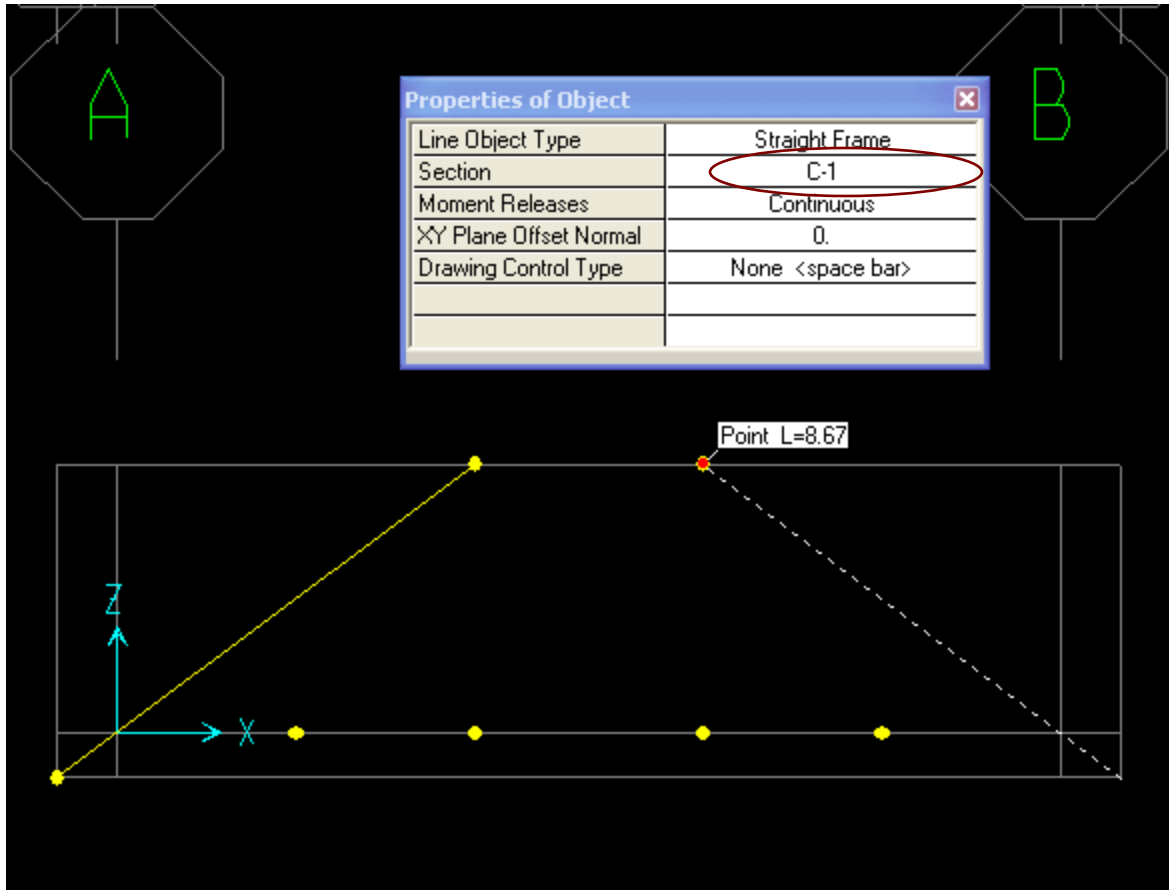 A
B
Properties of Object
Line Object Type Straight Frame
Section C-1
Moment Releases Continuous
XY Plane Offset Normal 0.
Drawing Control Type None <space bar>
Point L=8.67
Z
X